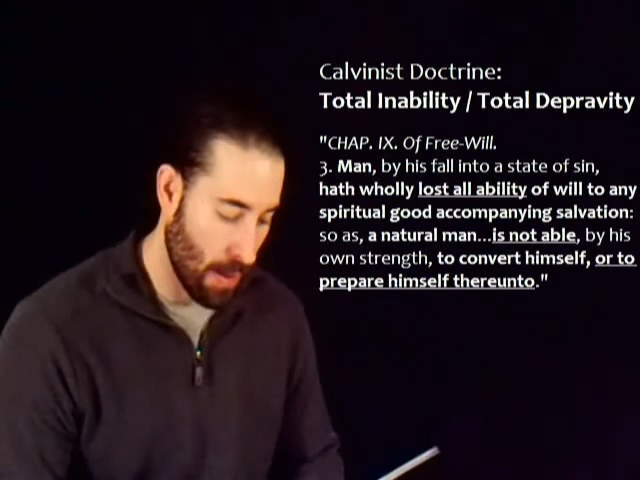 Calvinist Doctrine:
Total Inability / Total Depravity
"CHAP. IX. Of Free-Will.
3. Man, by his fall into a state of sin,
hath wholly lost all ability of will to any
spiritual good accompanying salvation:
so as, a natural man...is not able, by his
own strength, to convert himself, or to
prepare himself thereunto."